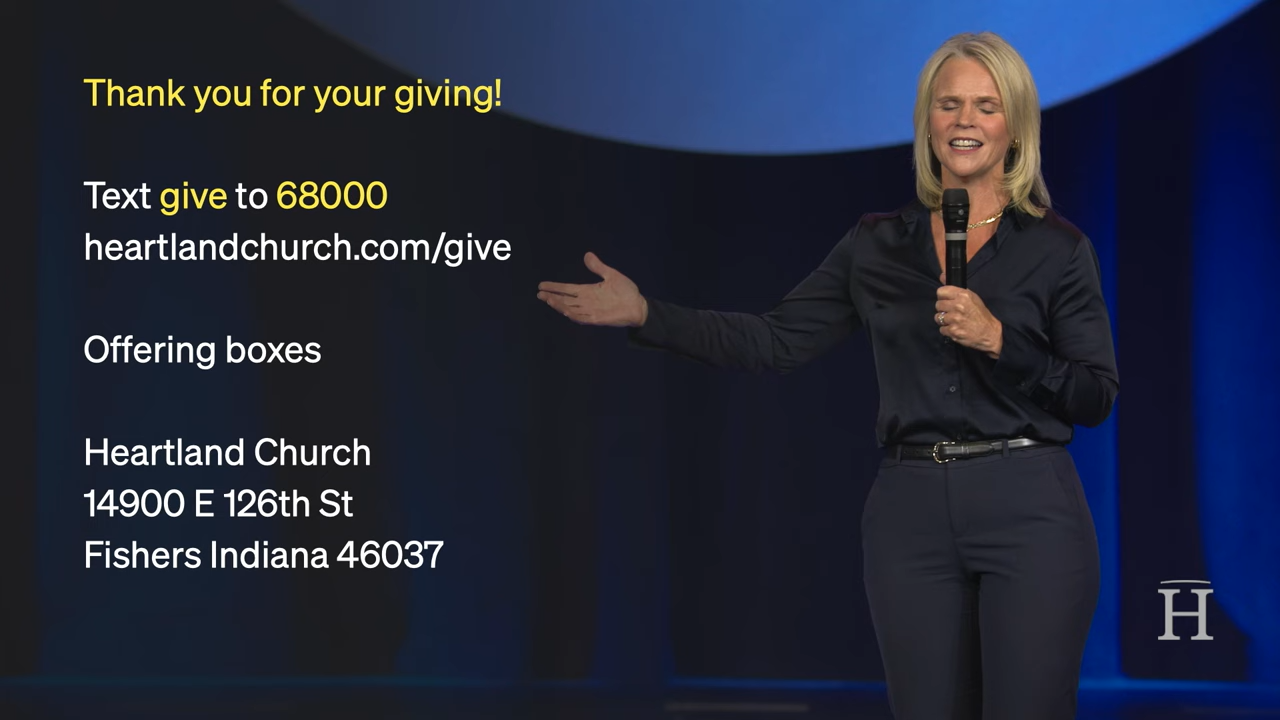 Thank you for your giving!
Text give to 68000
heartlandchurch.com/give
Offering boxes
Heartland Church
14900 E 126th St
Fishers Indiana 46037
H